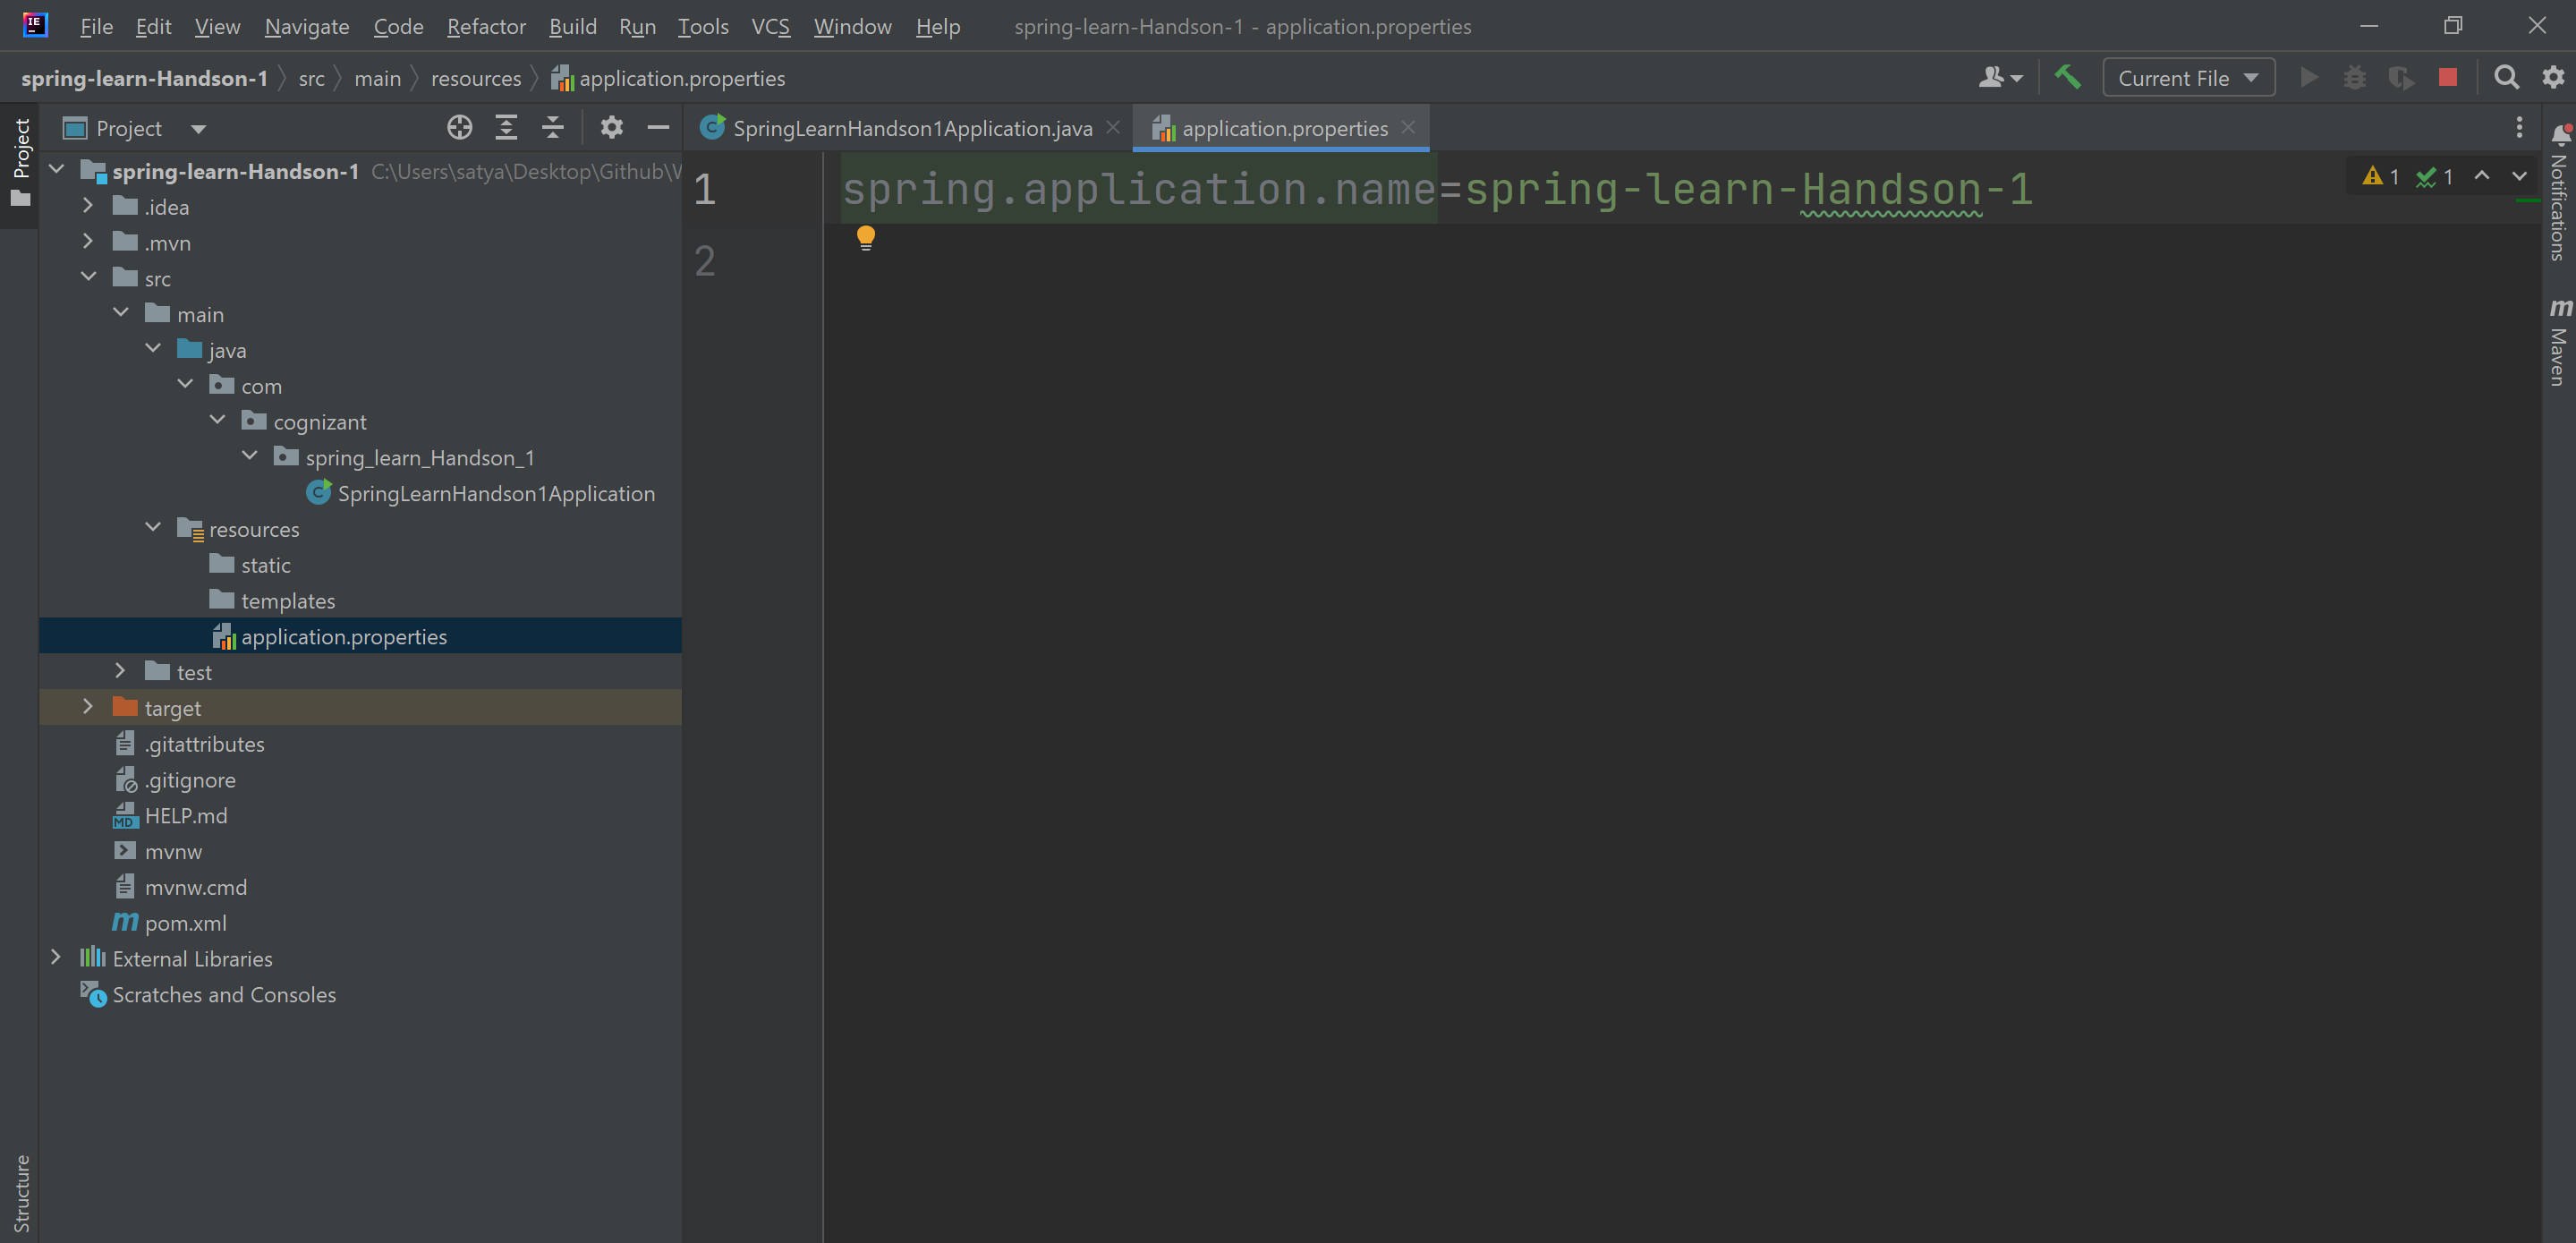 IE File Edit View Navigate Code Refactor Build Run Tools VCS Window Help spring-learn-Handson-1 - application.properties
spring-learn-Handson-1 src main resources application.properties Current File
Project SpringLearnHandson1Application.java application.properties
Project
spring-learn-Handson-1 C:\Users\satya\Desktop\Github\
.idea
.mvn
src
main
java
com
cognizant
spring_learn_Handson_1
C SpringLearnHandson1Application
resources
static
templates
application.properties
test
target
.gitattributes
.gitignore
MD HELP.md
mvnw
mvnw.cmd
m pom.xml
External Libraries
Scratches and Consoles
Structure
1 spring.application.name=spring-learn-Handson-1
2
1 1
Notifications
m Maven